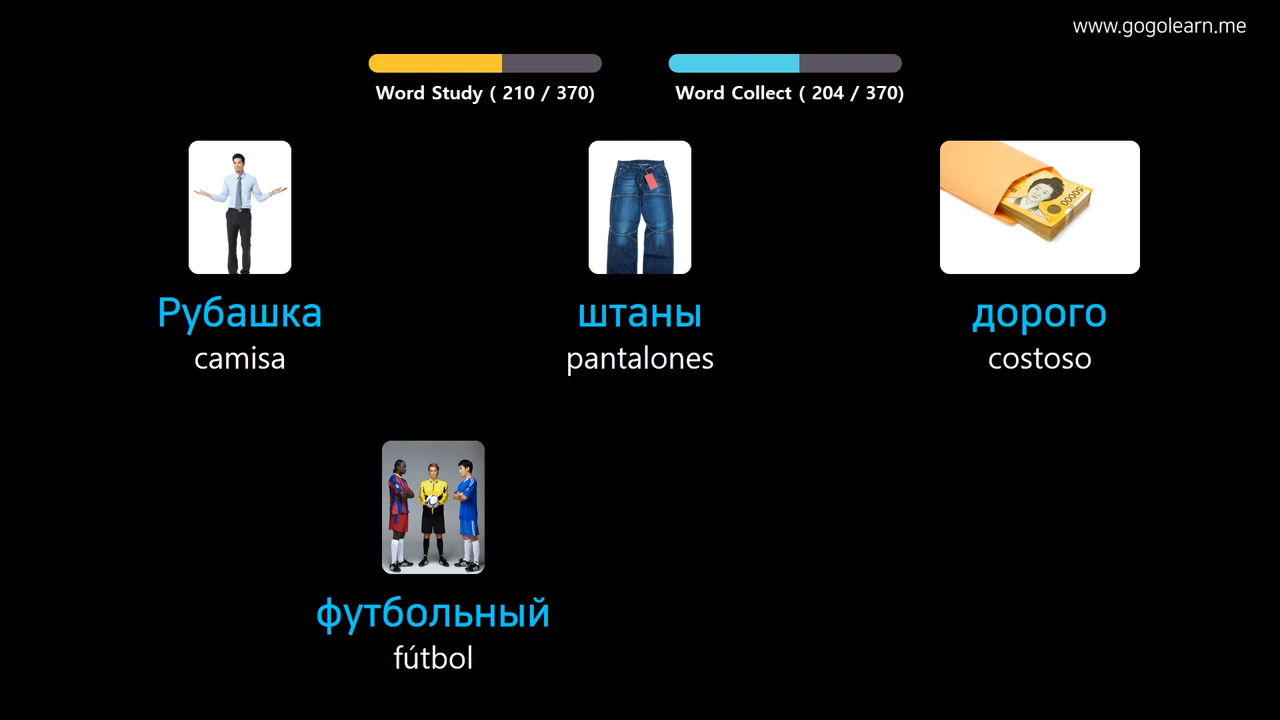 www.gogolearn.me
Word Study ( 210 / 370)
Word Collect ( 204 / 370)
50000
Рубашка
camisa
штаны
pantalones
дорого
costoso
футбольный
fútbol